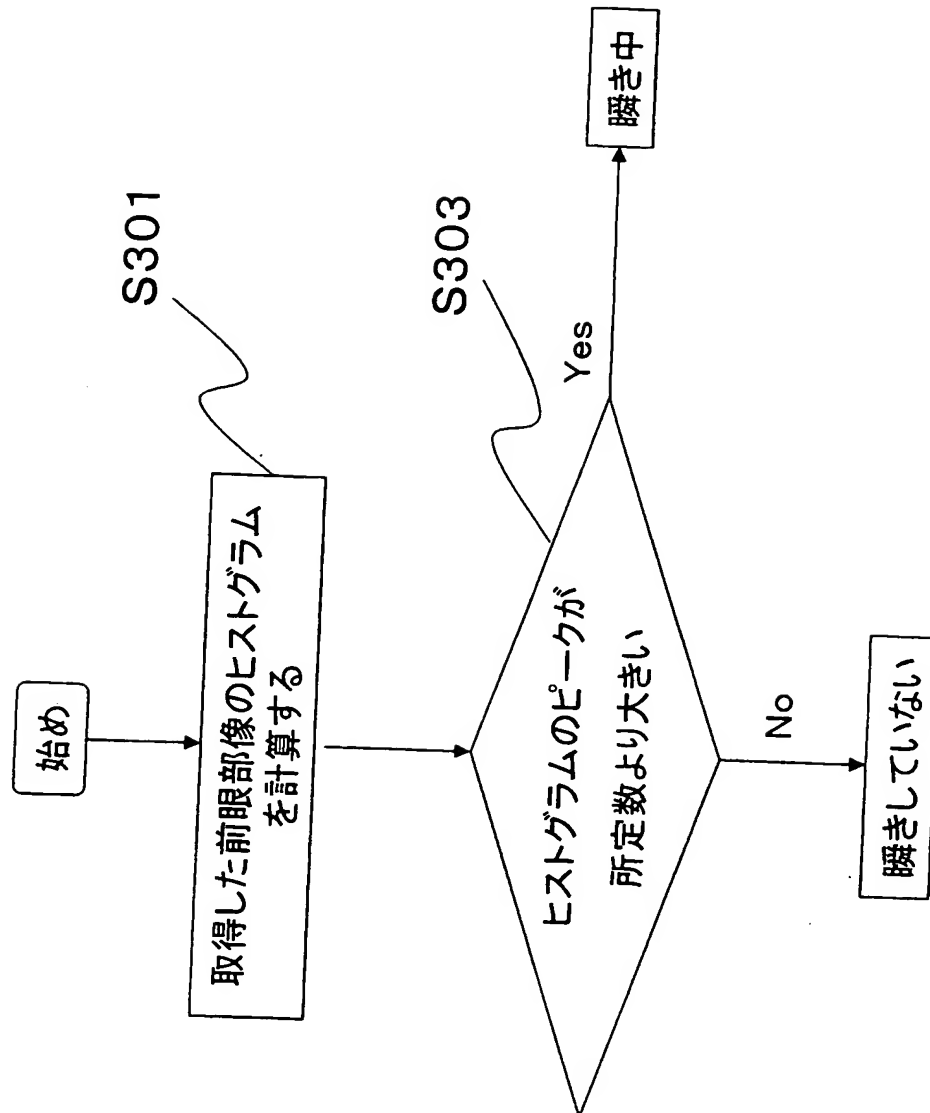 始め
取得した前眼部像のヒストグラム
を計算する
S301
ヒストグラムのピークが
所定数より大きい
S303
Yes
瞬き中
No
瞬きしていない